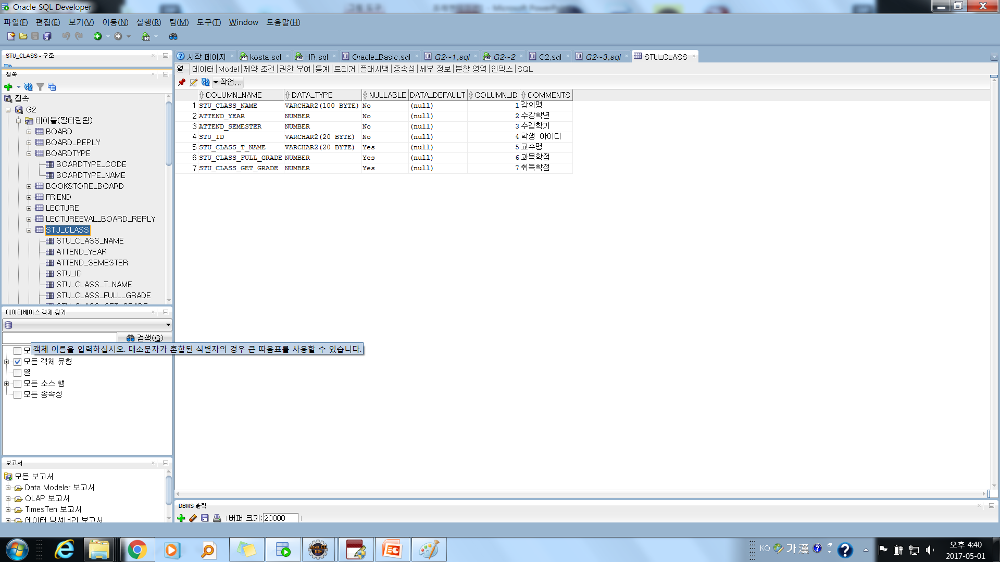 Oracle SQL Developer
파일(F) 편집(E) 보기(V) 이동(N) 실행(R) 팀(M) 도구(T) Window 도움말(H)
STU_CLASS - 구조
접속
접속
G2
테이블(필터링됨)
BOARD
BOARD_REPLY
BOARDTYPE
BOARDTYPE_CODE
BOARDTYPE_NAME
BOOKSTORE_BOARD
FRIEND
LECTURE
LECTUREEVAL_BOARD_REPLY
STU_CLASS
STU_CLASS_NAME
ATTEND_YEAR
ATTEND_SEMESTER
STU_ID
STU_CLASS_T_NAME
STU_CLASS_FULL_GRADE
STU_CLASS_GET_GRADE
데이터베이스 객체 찾기
검색(G)
모
객체 이름을 입력하십시오. 대소문자가 혼합된 식별자의 경우 큰 따옴표를 사용할 수 있습니다.
모든 객체 유형
열
모든 소스 행
모든 종속성
보고서
모든 보고서
Data Modeler 보고서
OLAP 보고서
TimesTen 보고서
데이터 딕셔너리 보고서
시작 페이지 kosta.sql HR.sql Oracle_Basic.sql G2~1.sql G2~2 G2.sql G2~3.sql STU_CLASS
열 데이터 Model 제약 조건 권한 부여 통계 트리거 플래시백 종속성 세부 정보 분할 영역 인덱스 SQL
작업...
COLUMN_NAME DATA_TYPE NULLABLE DATA_DEFAULT COLUMN_ID COMMENTS
1 STU_CLASS_NAME VARCHAR2(100 BYTE) No (null) 1 강의명
2 ATTEND_YEAR NUMBER No (null) 2 수강학년
3 ATTEND_SEMESTER NUMBER No (null) 3 수강학기
4 STU_ID VARCHAR2(20 BYTE) No (null) 4 학생 아이디
5 STU_CLASS_T_NAME VARCHAR2(20 BYTE) Yes (null) 5 교수명
6 STU_CLASS_FULL_GRADE NUMBER Yes (null) 6 과목학점
7 STU_CLASS_GET_GRADE NUMBER Yes (null) 7 취득학점
DBMS 출력
버퍼 크기: 20000
Java EE
IDE
KO 가 漢
오후 4:40
2017-05-01